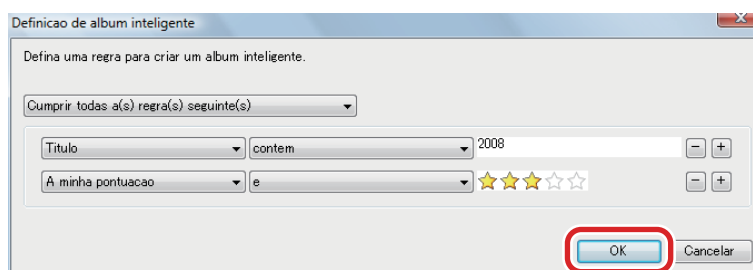 Definicao de album inteligente
Defina uma regra para criar um album inteligente.
Cumprir todas a(s) regra(s) seguinte(s)
Titulo contem 2008
A minha pontuacao e
OK Cancelar